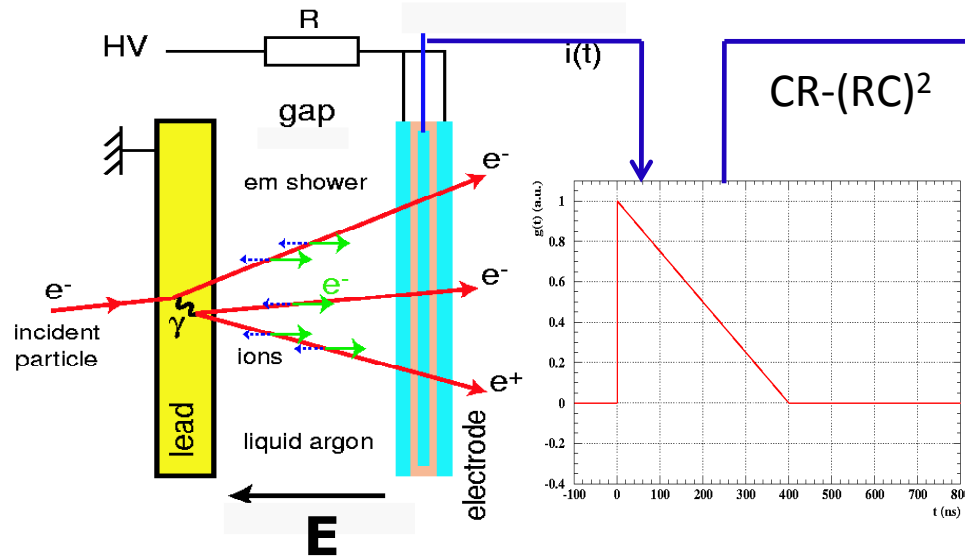 R
HV
i(t)
CR-(RC)²
gap
em shower
e⁻
e⁻
incident
particle
γ
e⁻
e⁻
ions
e⁺
liquid argon
lead
electrode
E
g(t) (a.u.)
1
0.8
0.6
0.4
0.2
0
-0.2
-0.4
-100 0 100 200 300 400 500 600 700 800
t (ns)